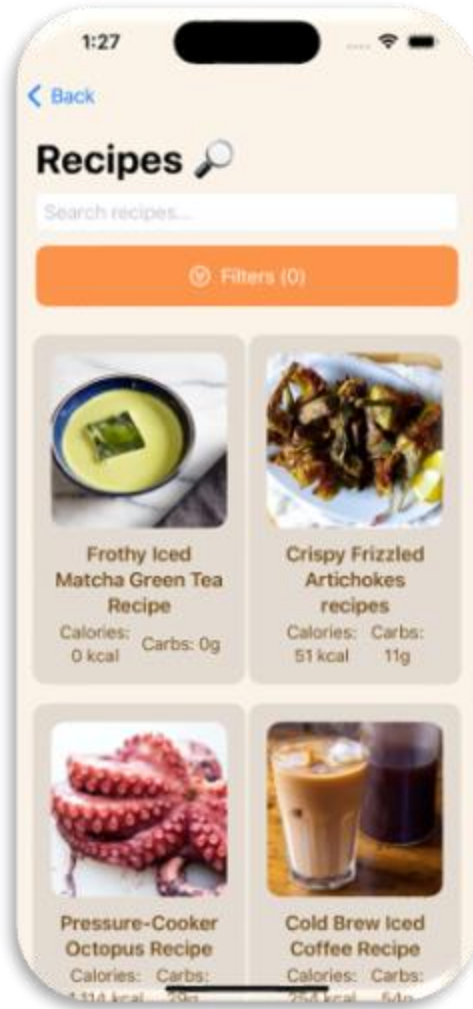 1:27
Back
Recipes
Search recipes...
Filters (0)
Frothy Iced
Matcha Green Tea
Recipe
Calories:
0 kcal
Carbs: 0g
Crispy Frizzled
Artichokes
recipes
Calories:
51 kcal
Carbs:
11g
Pressure-Cooker
Octopus Recipe
Calories:
Carbs:
Cold Brew Iced
Coffee Recipe
Calories:
Carbs: